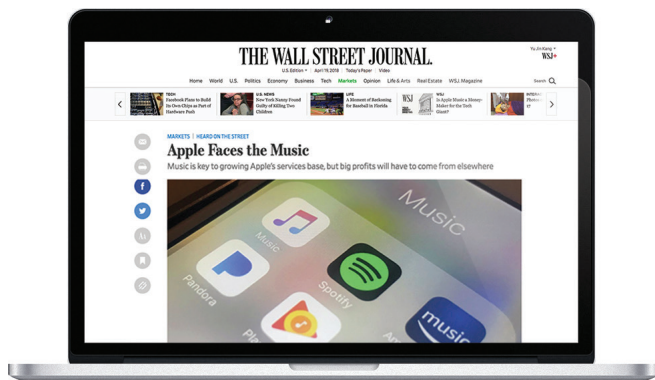 Yu Jin Kang
WSJ
THE WALL STREET JOURNAL.
U.S. Edition April 19, 2018 Today's Paper Video
Home World U.S. Politics Economy Business Tech Markets Opinion Life & Arts Real Estate WSJ. Magazine Search
TECH
Facebook Plans to Build
Its Own Chips as Part of
Hardware Push
U.S. NEWS
New York Nanny Found
Guilty of Killing Two
Children
LIFE
A Moment of Reckoning
for Baseball in Florida
WSJ
WSJ
Is Apple Music a Money-
Maker for the Tech
Giant?
MARKETS | HEARD ON THE STREET
Apple Faces the Music
Music is key to growing Apple's services base, but big profits will have to come from elsewhere
Music
Music
Pandora
Spotify
music